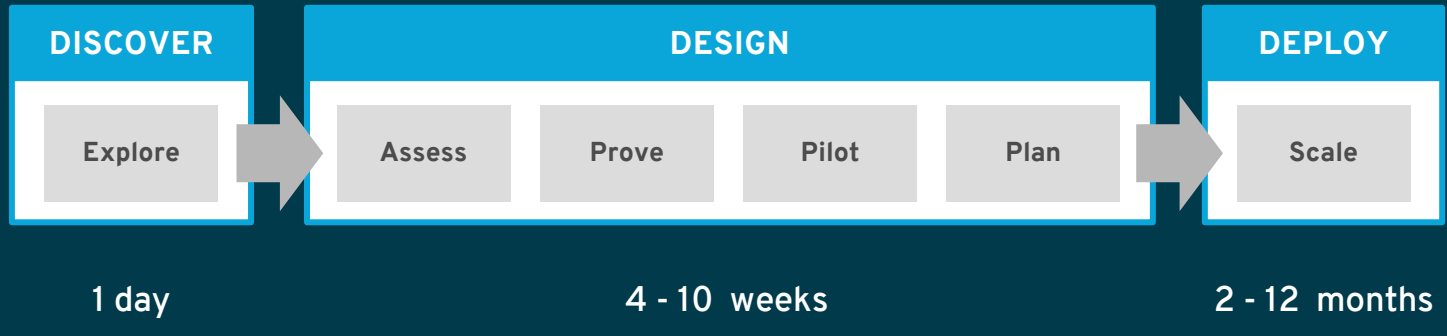 DISCOVER
DESIGN
DEPLOY
Explore
Assess
Prove
Pilot
Plan
Scale
1 day
4 - 10 weeks
2 - 12 months